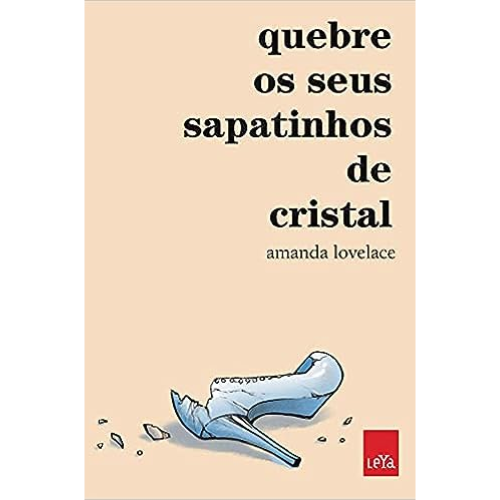 quebre
os seus
sapatinhos
de
cristal
amanda lovelace
LeYa